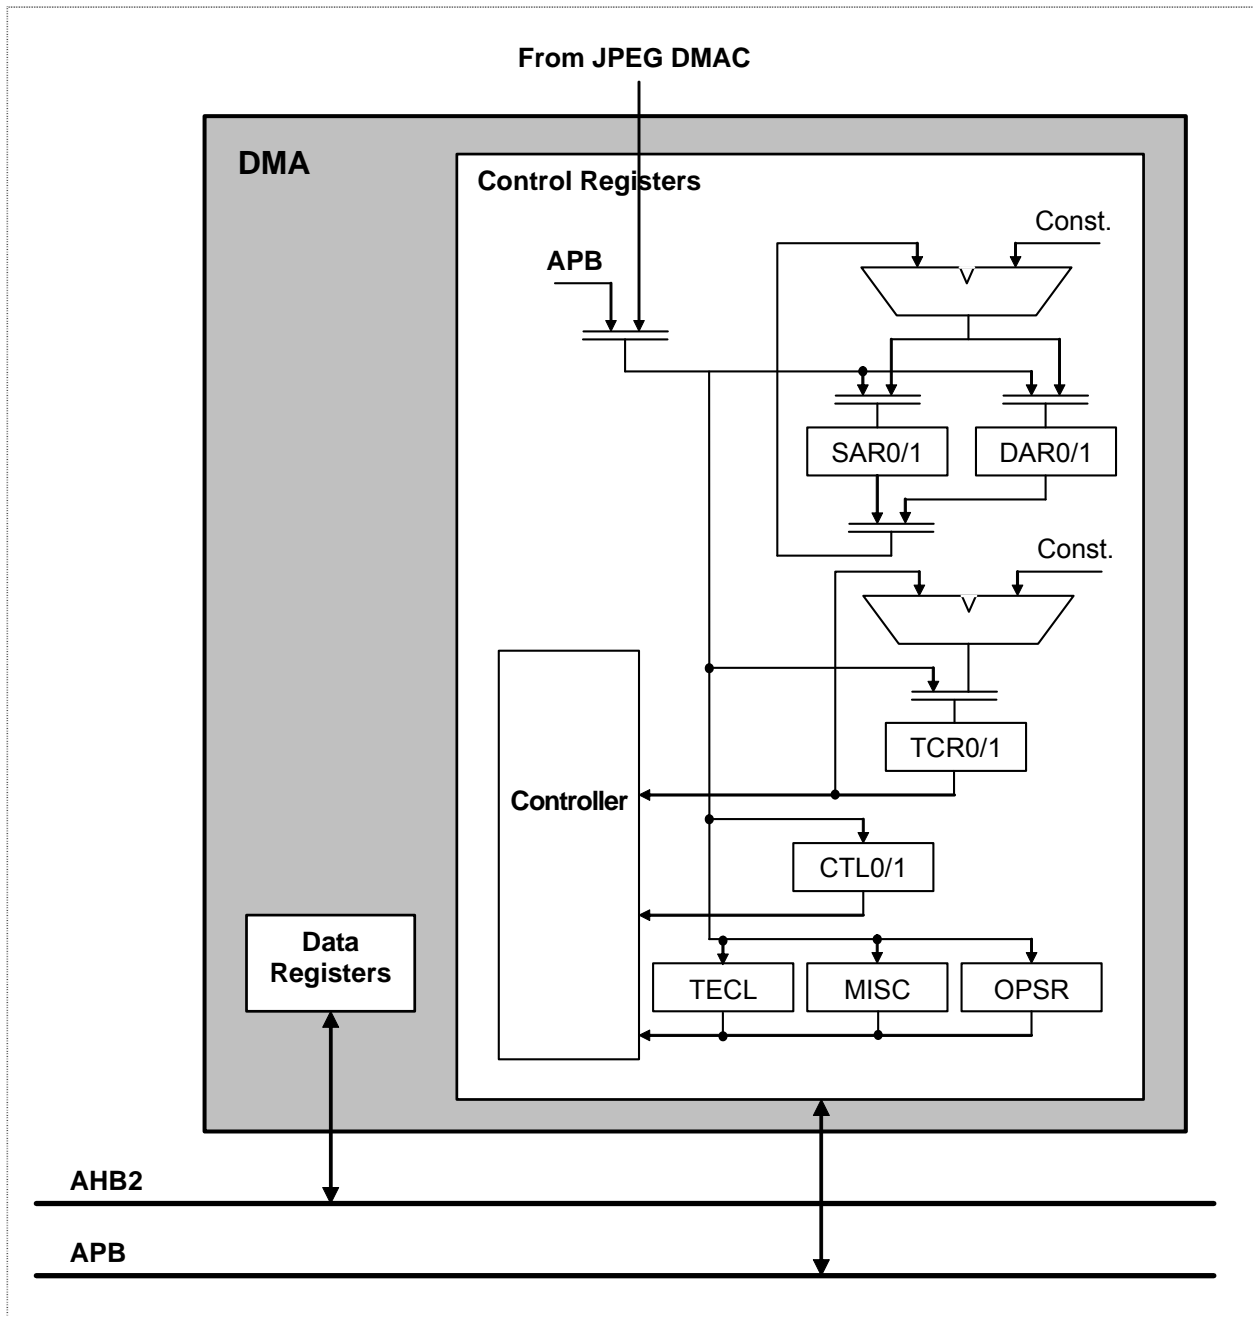 From JPEG DMAC
DMA
Control Registers
Const.
APB
SAR0/1
DAR0/1
Const.
TCR0/1
Controller
CTL0/1
Data
Registers
TECL
MISC
OPSR
AHB2
APB